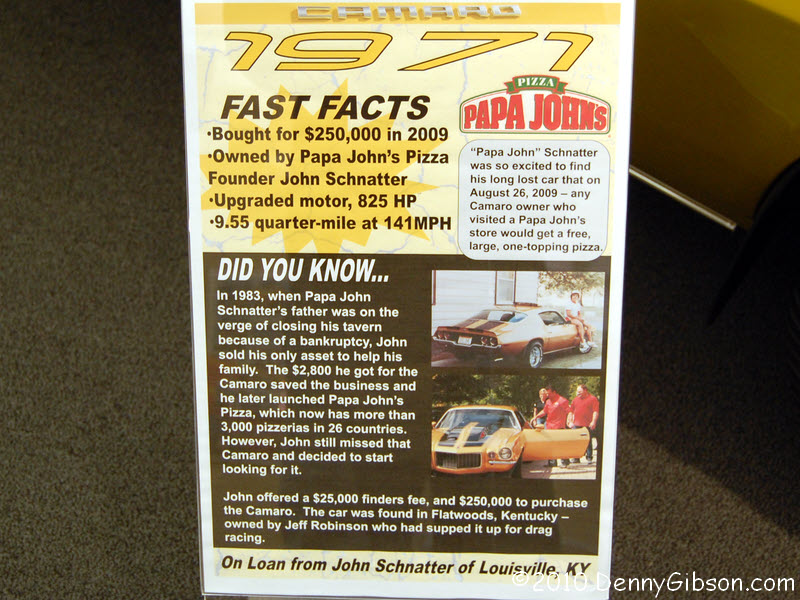 CAMARO
1971
FAST FACTS
•Bought for $250,000 in 2009
•Owned by Papa John's Pizza
Founder John Schnatter
•Upgraded motor, 825 HP
•9.55 quarter-mile at 141MPH
PIZZA
PAPA JOHN'S
"Papa John" Schnatter
was so excited to find
his long lost car that on
August 26, 2009 – any
Camaro owner who
visited a Papa John's
store would get a free,
large, one-topping pizza.
DID YOU KNOW...
In 1983, when Papa John
Schnatter's father was on the
verge of closing his tavern
because of a bankruptcy, John
sold his only asset to help his
family. The $2,800 he got for the
Camaro saved the business and
he later launched Papa John's
Pizza, which now has more than
3,000 pizzerias in 26 countries.
However, John still missed that
Camaro and decided to start
looking for it.
John offered a $25,000 finders fee, and $250,000 to purchase
the Camaro. The car was found in Flatwoods, Kentucky –
owned by Jeff Robinson who had supped it up for drag
racing.
On Loan from John Schnatter of Louisville, KY
©2010 DennyGibson.com